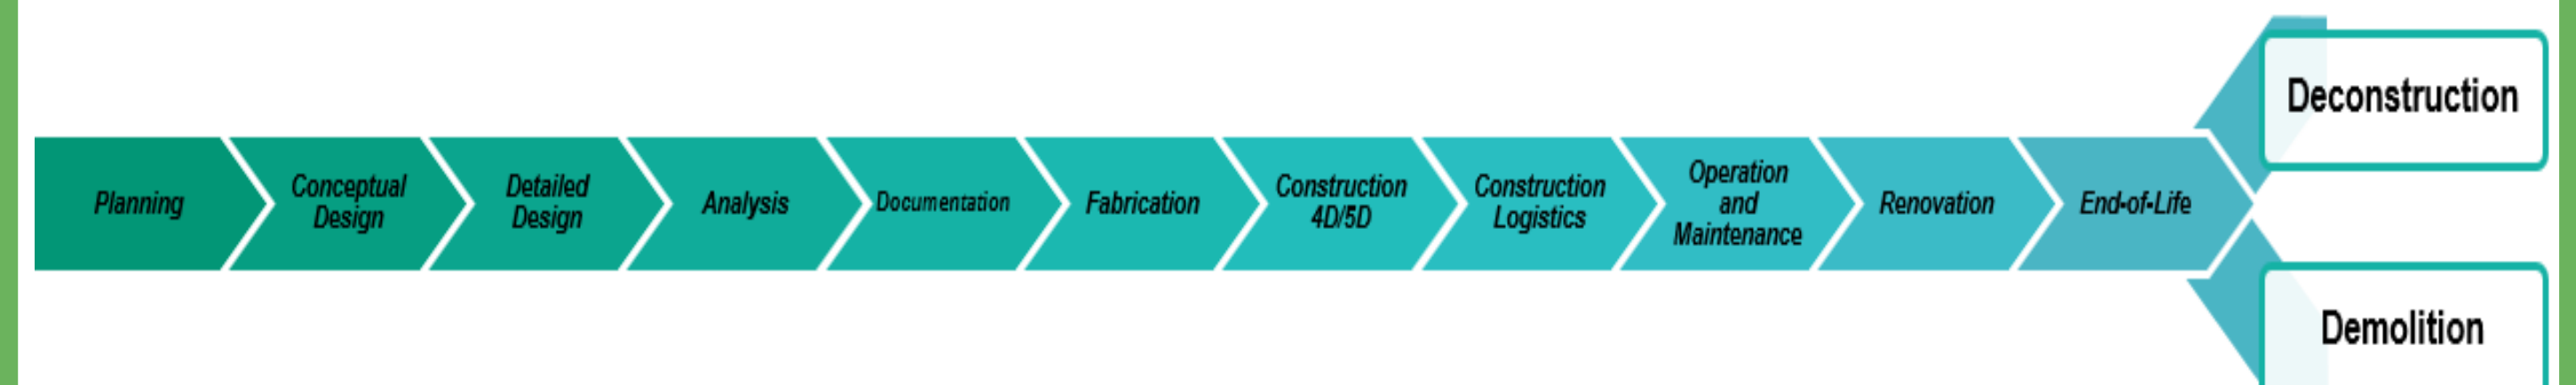 Planning
Conceptual
Design
Detailed
Design
Analysis
Documentation
Fabrication
Construction
4D/5D
Construction
Logistics
Operation
and
Maintenance
Renovation
End-of-Life
Deconstruction
Demolition